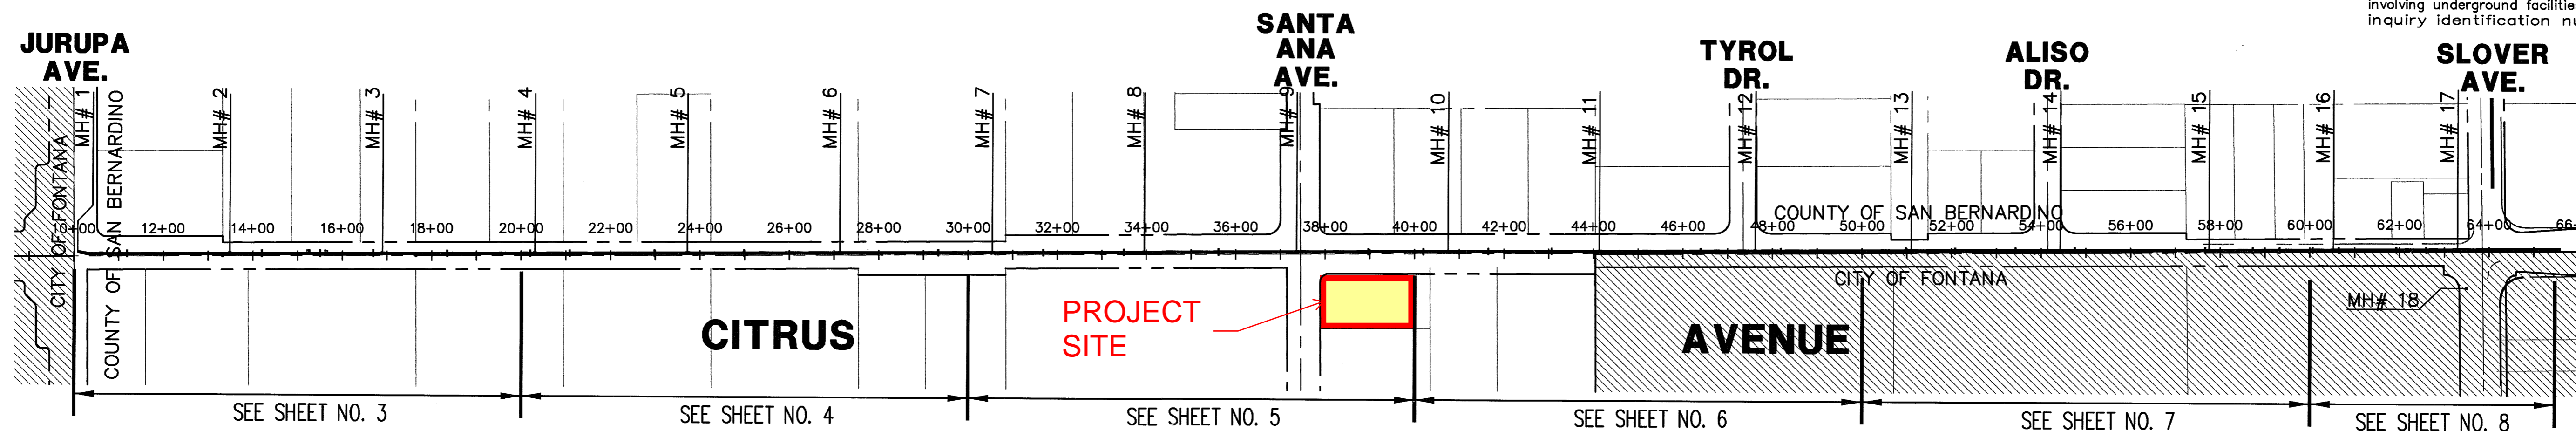 involving underground facilities
inquiry identification nu
JURUPA
AVE.
SANTA
ANA
AVE.
TYROL
DR.
ALISO
DR.
SLOVER
AVE.
MH# 1
MH# 2
MH# 3
MH# 4
MH# 5
MH# 6
MH# 7
MH# 8
MH# 9
MH# 10
MH# 11
MH# 12
MH# 13
MH# 14
MH# 15
MH# 16
MH# 17
CITY OF FONTANA
COUNTY OF SAN BERNARDINO
COUNTY OF SAN BERNARDINO
10+00 12+00 14+00 16+00 18+00 20+00 22+00 24+00 26+00 28+00 30+00 32+00 34+00 36+00 38+00 40+00 42+00 44+00 46+00 48+00 50+00 52+00 54+00 56+00 58+00 60+00 62+00 64+00 66+
CITY OF FONTANA
MH# 18
PROJECT
SITE
CITRUS AVENUE
SEE SHEET NO. 3
SEE SHEET NO. 4
SEE SHEET NO. 5
SEE SHEET NO. 6
SEE SHEET NO. 7
SEE SHEET NO. 8